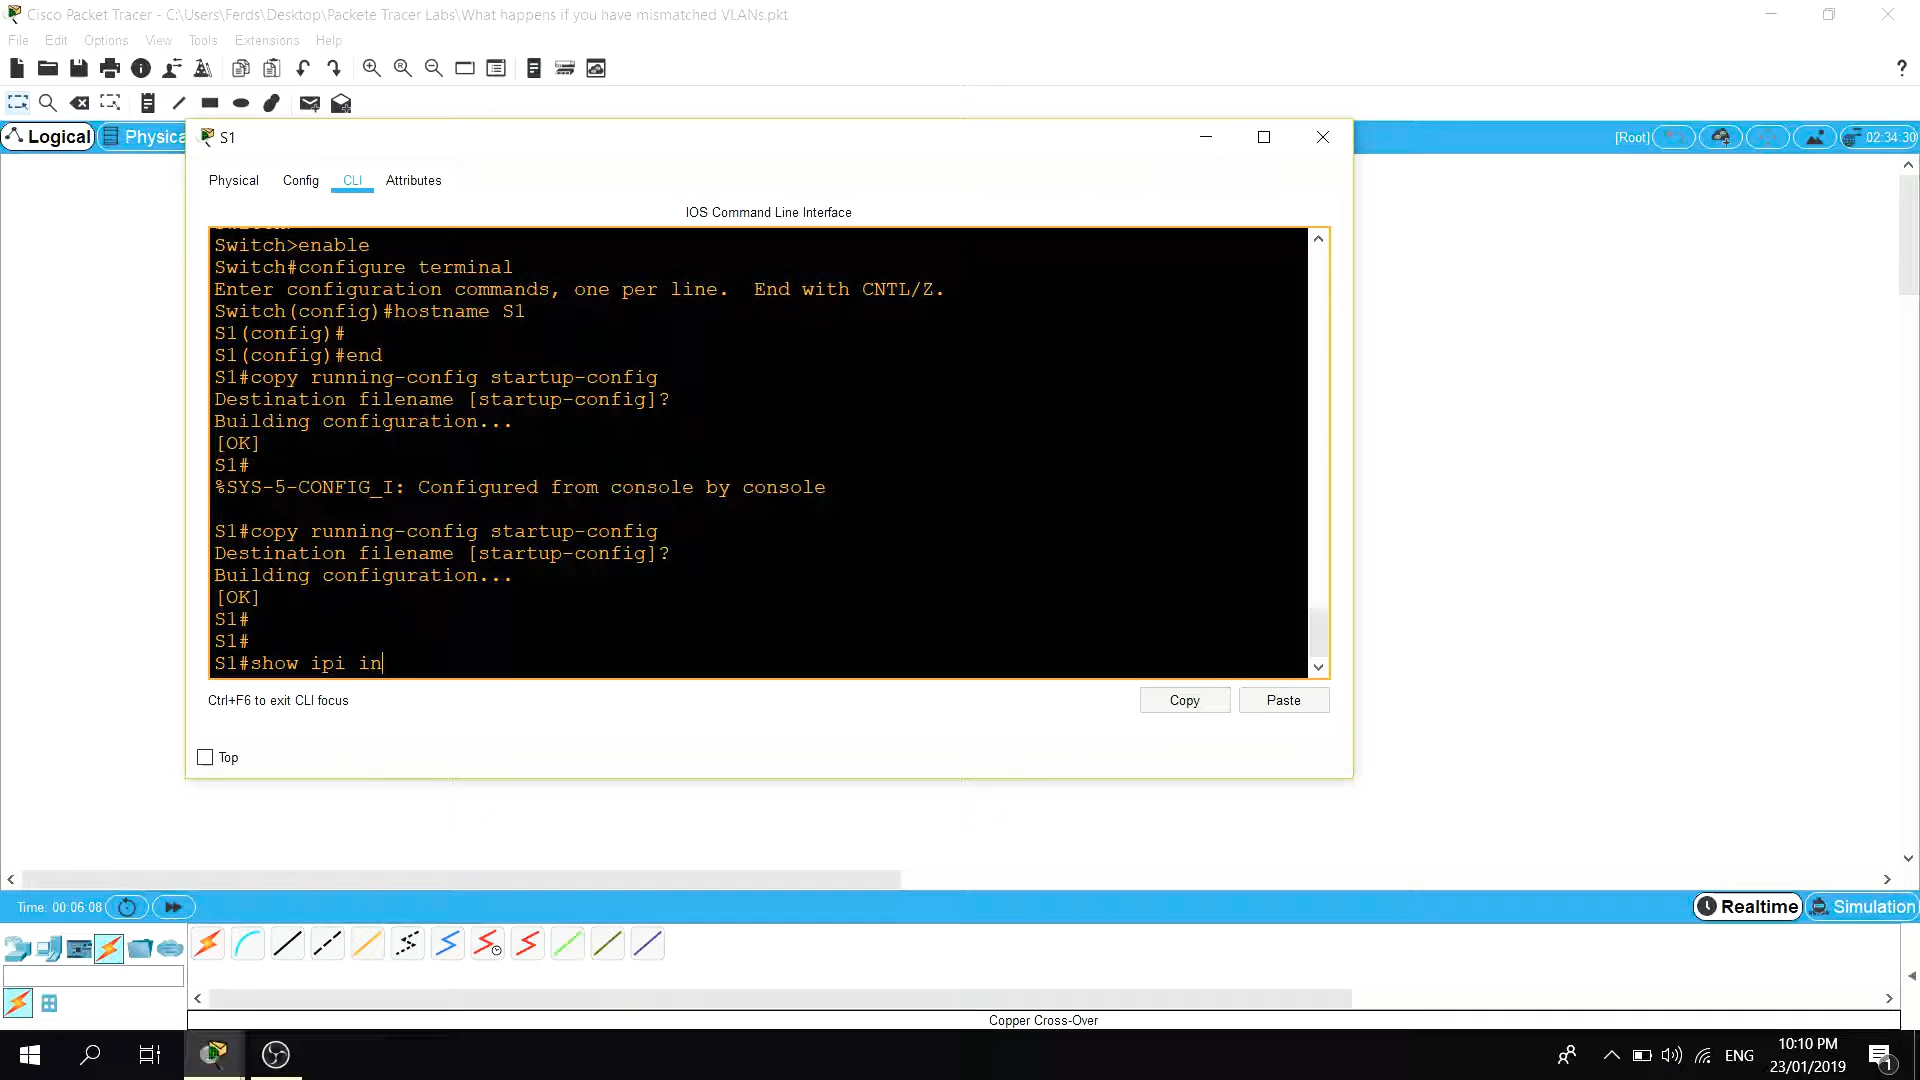 Cisco Packet Tracer - C:\Users\Ferds\Desktop\Packete Tracer Labs\What happens if you have mismatched VLANs.pkt
File Edit Options View Tools Extensions Help
?
Logical Physica
[Root] 02:34:30
S1
Physical Config CLI Attributes
IOS Command Line Interface
Switch>enable
Switch#configure terminal
Enter configuration commands, one per line.  End with CNTL/Z.
Switch(config)#hostname S1
S1(config)#
S1(config)#end
S1#copy running-config startup-config
Destination filename [startup-config]?
Building configuration...
[OK]
S1#
%SYS-5-CONFIG_I: Configured from console by console
S1#copy running-config startup-config
Destination filename [startup-config]?
Building configuration...
[OK]
S1#
S1#
S1#show ipi in
Ctrl+F6 to exit CLI focus
Copy Paste
Top
Time: 00:06:08
Realtime Simulation
Copper Cross-Over
ENG
10:10 PM
23/01/2019
1